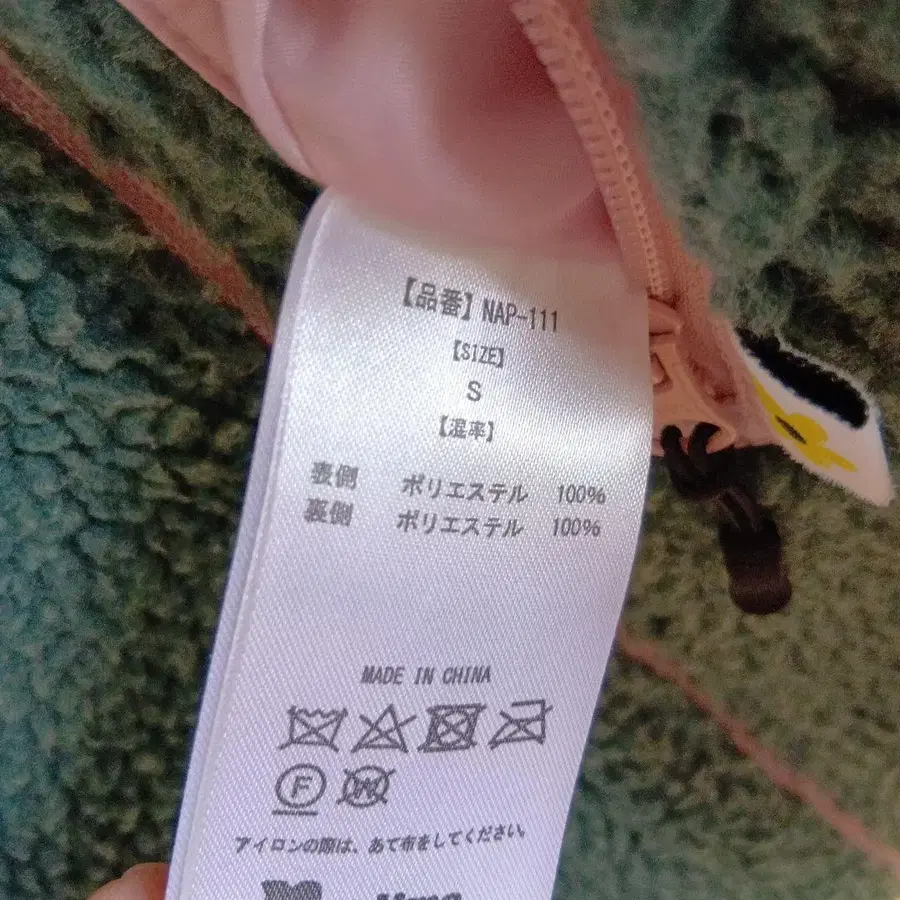 【品番】NAP-111
【SIZE】
S
【混率】
表側 ポリエステル 100%
裏側 ポリエステル 100%
MADE IN CHINA
F W
アイロンの際は、あて布をしてください。